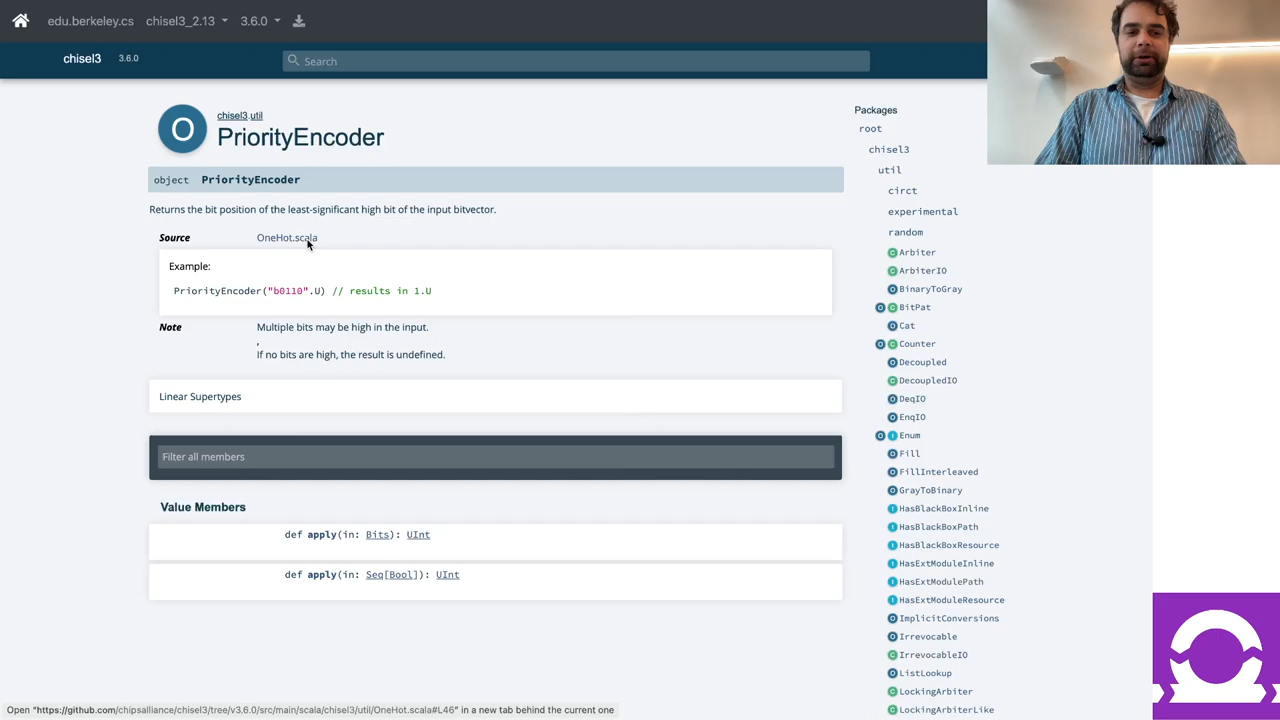 edu.berkeley.cs chisel3_2.13 3.6.0
chisel3 3.6.0 Search
O chisel3.util
PriorityEncoder
object PriorityEncoder
Returns the bit position of the least-significant high bit of the input bitvector.
Source OneHot.scala
Example:
PriorityEncoder("b0110".U) // results in 1.U
Note Multiple bits may be high in the input.
,
If no bits are high, the result is undefined.
Linear Supertypes
Filter all members
Value Members
def apply(in: Bits): UInt
def apply(in: Seq[Bool]): UInt
Packages
root
chisel3
util
circt
experimental
random
C Arbiter
C ArbiterIO
O BinaryToGray
O C BitPat
O Cat
O C Counter
O Decoupled
C DecoupledIO
O DeqIO
O EnqIO
O t Enum
O Fill
O FillInterleaved
O GrayToBinary
t HasBlackBoxInline
t HasBlackBoxPath
t HasBlackBoxResource
t HasExtModuleInline
t HasExtModulePath
t HasExtModuleResource
O ImplicitConversions
O Irrevocable
C IrrevocableIO
O ListLookup
C LockingArbiter
C LockingArbiterLike
Open "https://github.com/chipsalliance/chisel3/tree/v3.6.0/src/main/scala/chisel3/util/OneHot.scala#L46" in a new tab behind the current one